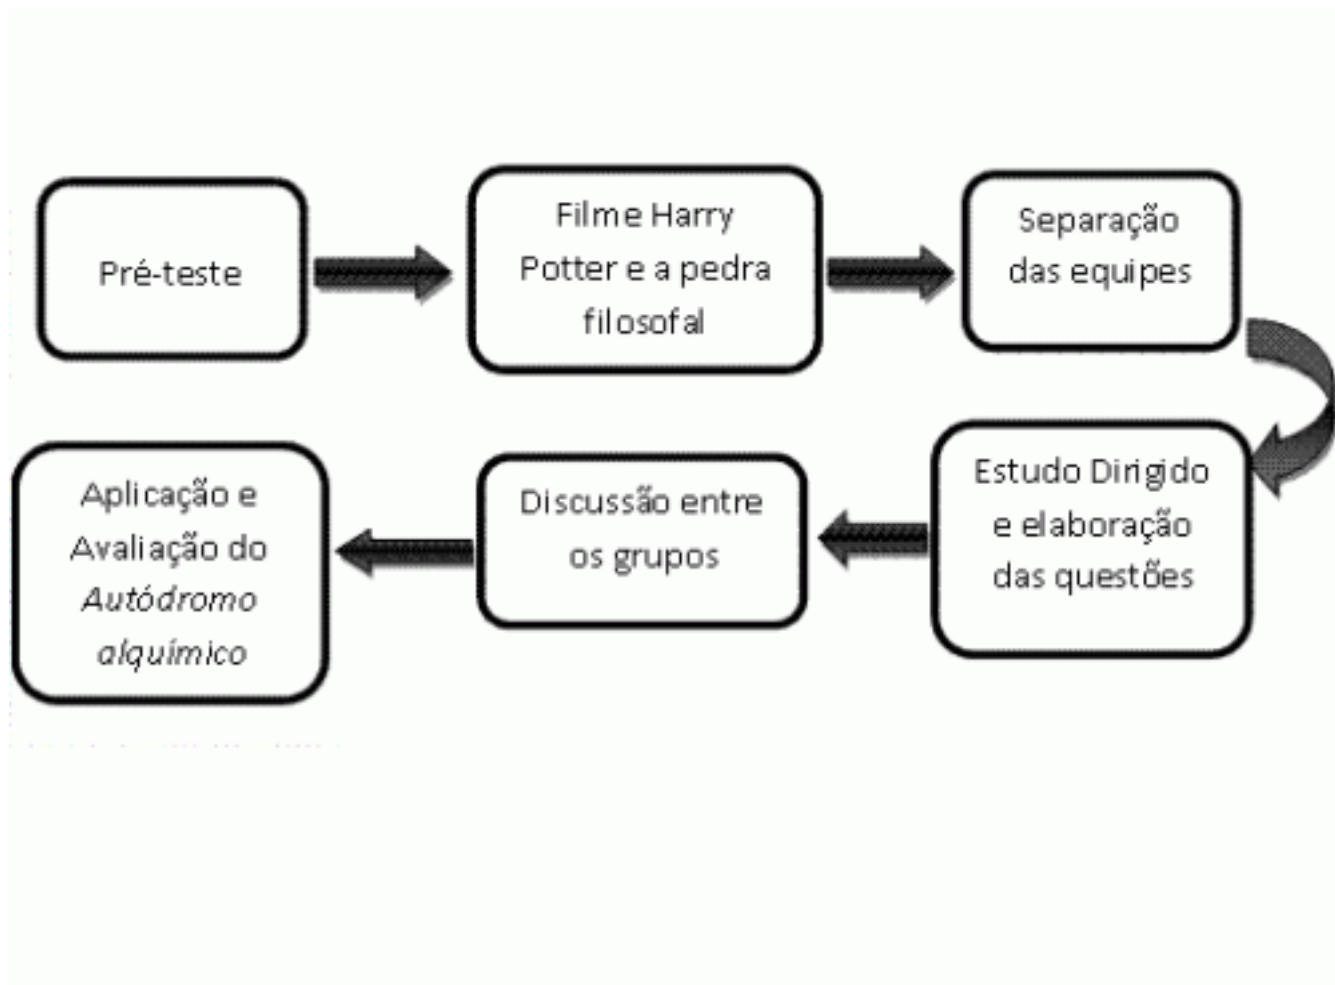 Pré-teste
Filme Harry
Potter e a pedra
filosofal
Separação
das equipes
Estudo Dirigido
e elaboração
das questões
Discussão entre
os grupos
Aplicação e
Avaliação do
Autódromo
alquímico